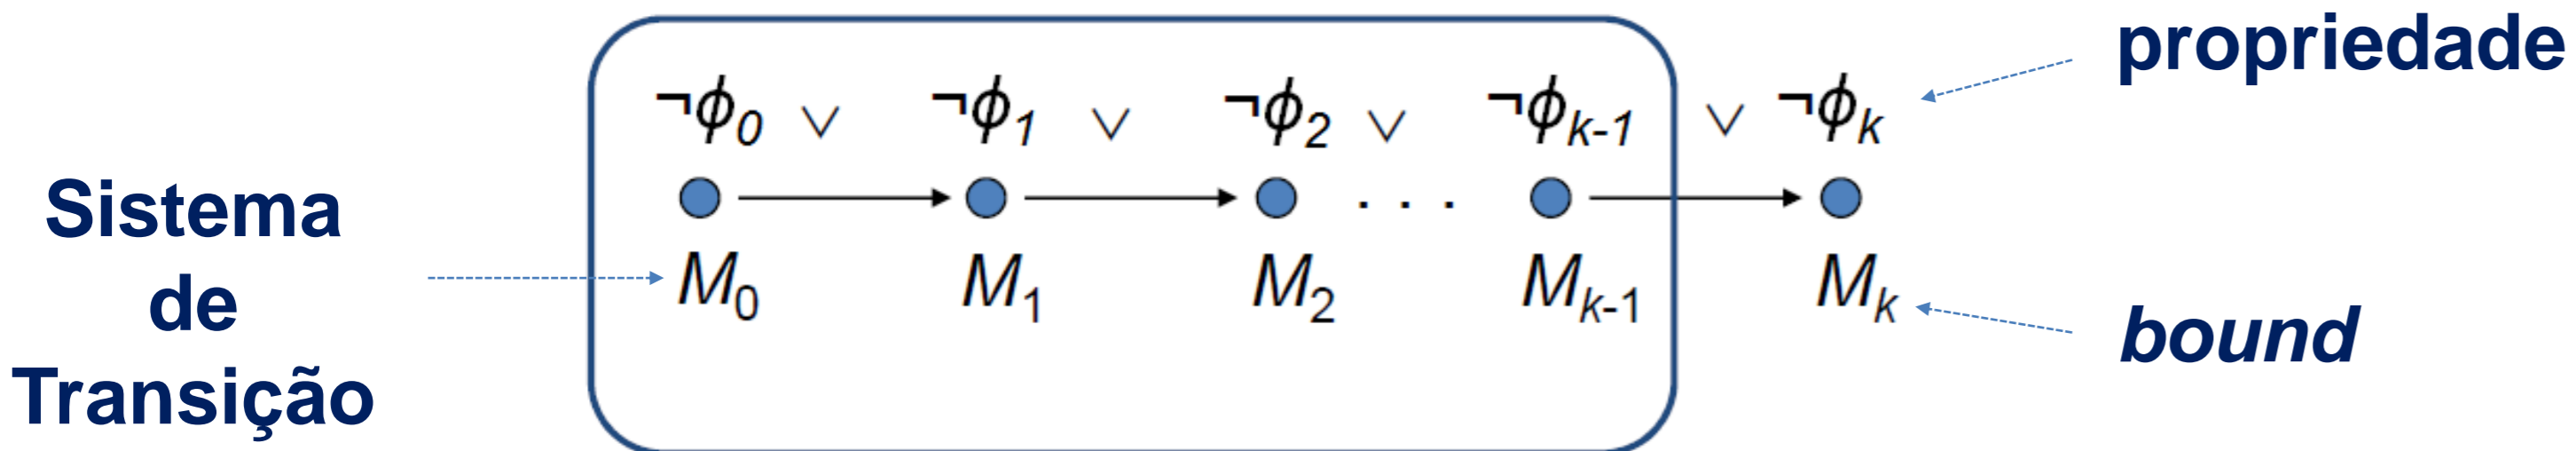 propriedade
¬ϕ0 ∨ ¬ϕ1 ∨ ¬ϕ2 ∨ ¬ϕk-1 ∨ ¬ϕk
Sistema
de
Transição
. . .
M0 M1 M2 Mk-1 Mk
bound